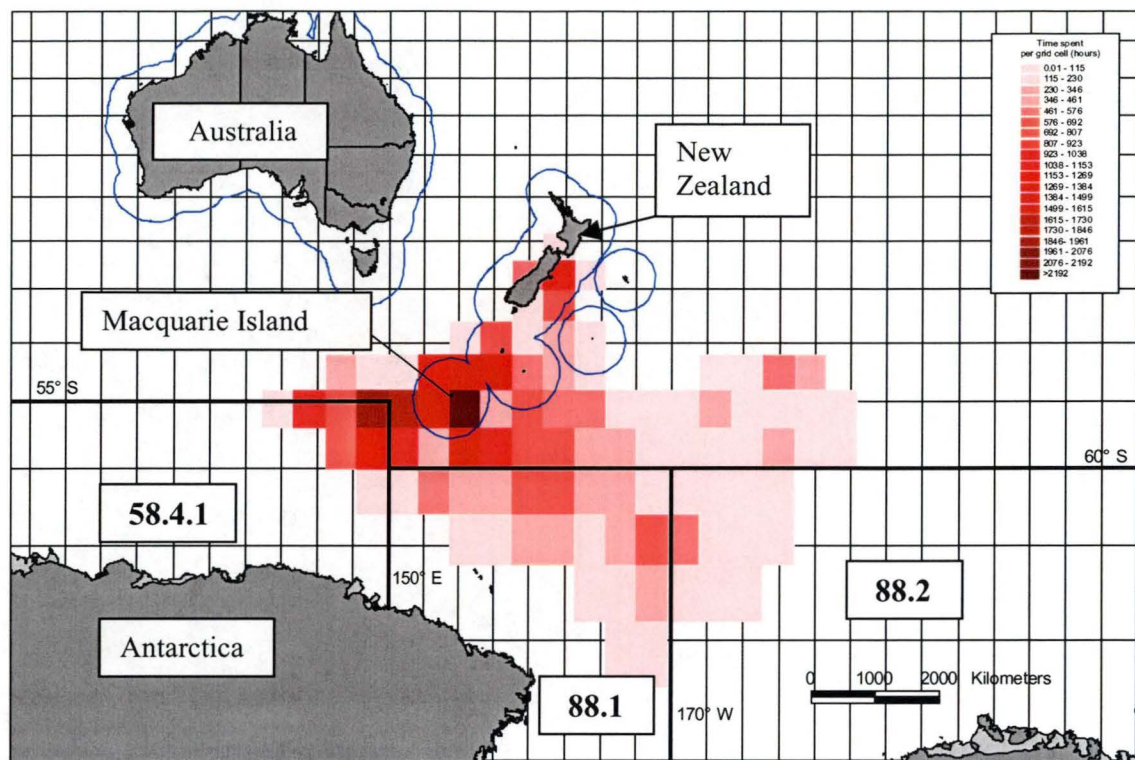 Time spent
per grid cell (hours)
0.01 - 115
115 - 230
230 - 346
346 - 461
461 - 576
576 - 692
692 - 807
807 - 923
923 - 1038
1038 - 1153
1153 - 1269
1269 - 1384
1384 - 1499
1499 - 1615
1615 - 1730
1730 - 1846
1846 - 1961
1961 - 2076
2076 - 2192
>2192
Australia
New
Zealand
Macquarie Island
55° S
60° S
58.4.1
150° E
88.2
Antarctica
0 1000 2000 Kilometers
88.1
170° W